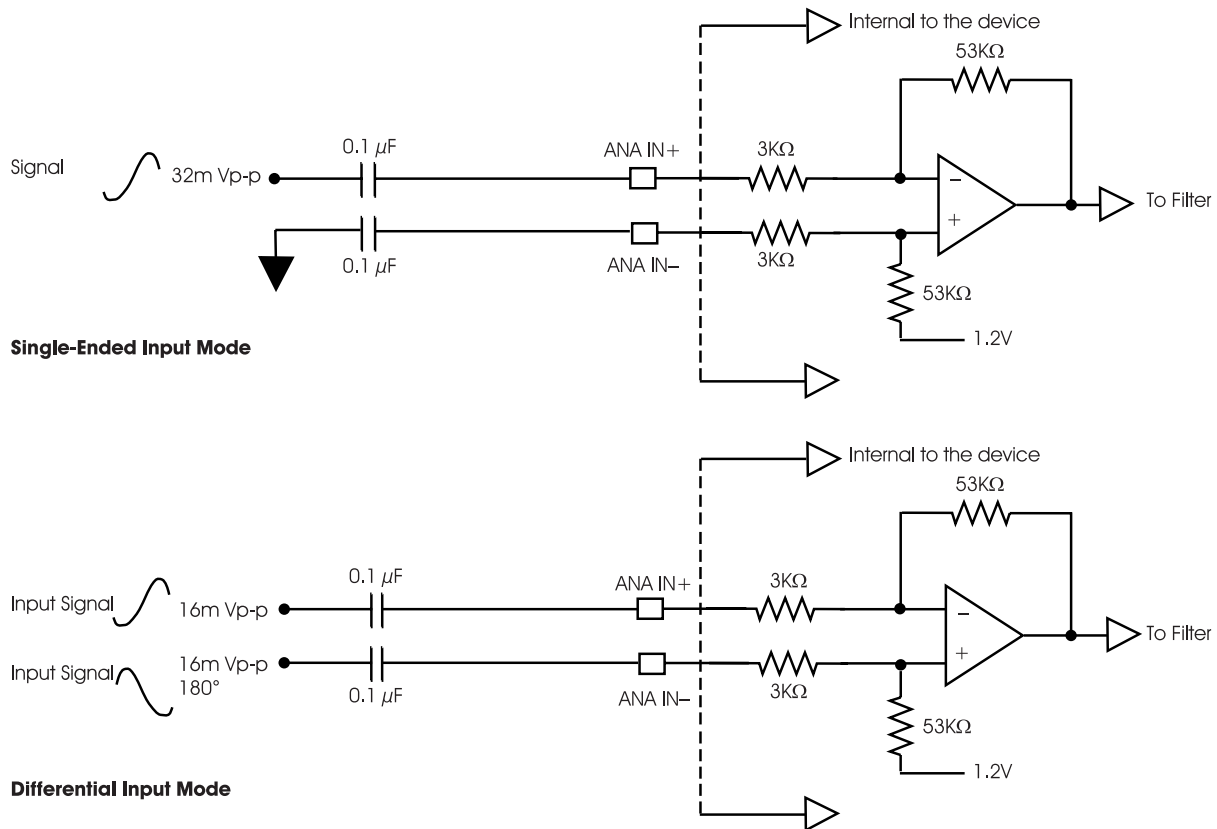 Internal to the device
53KΩ
0.1 µF
ANA IN+
3KΩ
Signal
32m Vp-p
−
To Filter
+
0.1 µF
ANA IN–
3KΩ
53KΩ
1.2V
Single-Ended Input Mode
Internal to the device
53KΩ
0.1 µF
ANA IN+
3KΩ
Input Signal
16m Vp-p
−
To Filter
Input Signal
16m Vp-p
180°
+
0.1 µF
ANA IN–
3KΩ
53KΩ
1.2V
Differential Input Mode